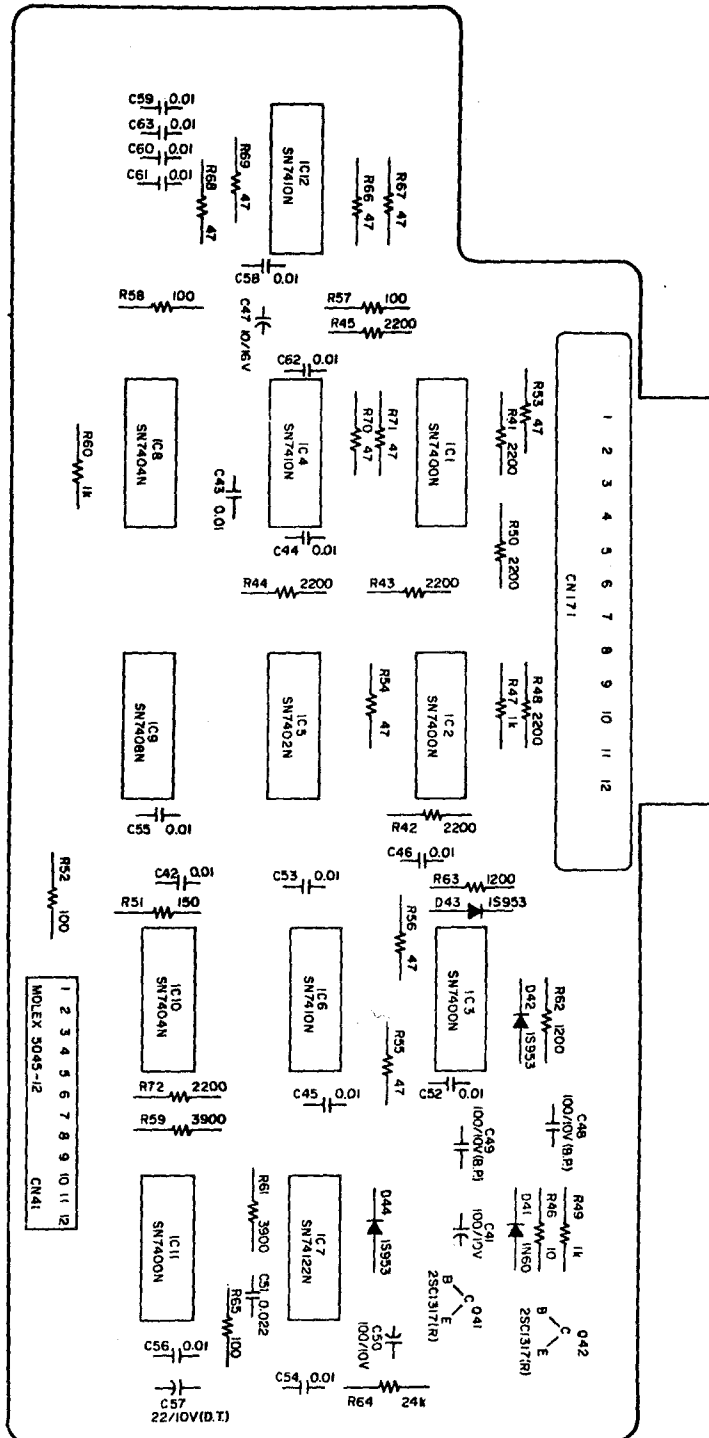 C59 0.01
C63 0.01
C60 0.01
C61 0.01
R68 47
R69 47
IC12
SN7410N
R66 47
R67 47
C58 0.01
R58 100
C47 10/16V
R57 100
R45 2200
C62 0.01
R60 1k
IC8
SN7404N
C43 0.01
IC4
SN7410N
R70 47
R71 47
IC1
SN7400N
R41 2200
R53 47
C44 0.01
R50 2200
R44 2200
R43 2200
CN171
1 2 3 4 5 6 7 8 9 10 11 12
IC9
SN7408N
IC5
SN7402N
R54 47
IC2
SN7400N
R47 1k
R48 2200
C55 0.01
R42 2200
C46 0.01
R52 100
C42 0.01
R51 150
C53 0.01
R63 1200
D43 1S953
R56 47
IC10
SN7404N
IC6
SN7410N
IC3
SN7400N
D42 1S953
R62 1200
R55 47
C52 0.01
1 2 3 4 5 6 7 8 9 10 11 12
MOLEX 5045-12 CN41
R72 2200
R59 3900
C45 0.01
C49
100/10V(B.P.)
C48
100/10V(B.P.)
IC11
SN7400N
R61 3900
C51 0.022
R65 100
IC7
SN74122N
D44 1S953
C41
100/10V
D41 1N60
R46 10
R49 1k
B C E Q41
2SC1317(R)
B C E Q42
2SC1317(R)
C50
100/10V
C56 0.01
C57
22/10V(D.T.)
C54 0.01
R64 24k